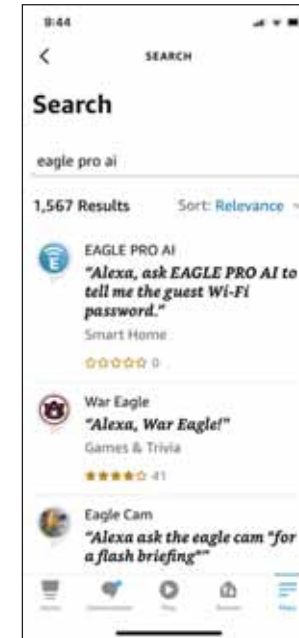 9:44
SEARCH
Search
eagle pro ai
1,567 Results Sort: Relevance
EAGLE PRO AI
"Alexa, ask EAGLE PRO AI to
tell me the guest Wi-Fi
password."
Smart Home
0
War Eagle
"Alexa, War Eagle!"
Games & Trivia
41
Eagle Cam
"Alexa ask the eagle cam "for
a flash briefing""